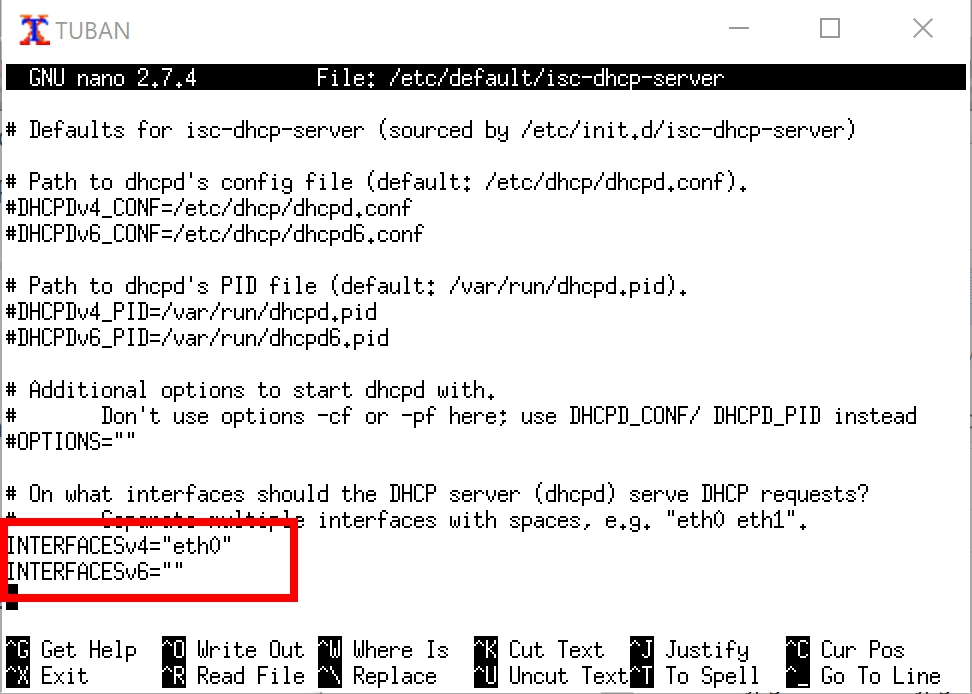 TUBAN
GNU nano 2.7.4 File: /etc/default/isc-dhcp-server
# Defaults for isc-dhcp-server (sourced by /etc/init.d/isc-dhcp-server)
# Path to dhcpd's config file (default: /etc/dhcp/dhcpd.conf).
#DHCPDv4_CONF=/etc/dhcp/dhcpd.conf
#DHCPDv6_CONF=/etc/dhcp/dhcpd6.conf
# Path to dhcpd's PID file (default: /var/run/dhcpd.pid).
#DHCPDv4_PID=/var/run/dhcpd.pid
#DHCPDv6_PID=/var/run/dhcpd6.pid
# Additional options to start dhcpd with.
#       Don't use options -cf or -pf here; use DHCPD_CONF/ DHCPD_PID instead
#OPTIONS=""
# On what interfaces should the DHCP server (dhcpd) serve DHCP requests?
#       Separate multiple interfaces with spaces, e.g. "eth0 eth1".
INTERFACESv4="eth0"
INTERFACESv6=""
^G Get Help ^O Write Out ^W Where Is ^K Cut Text ^J Justify ^C Cur Pos
^X Exit ^R Read File ^\ Replace ^U Uncut Text ^T To Spell ^_ Go To Line